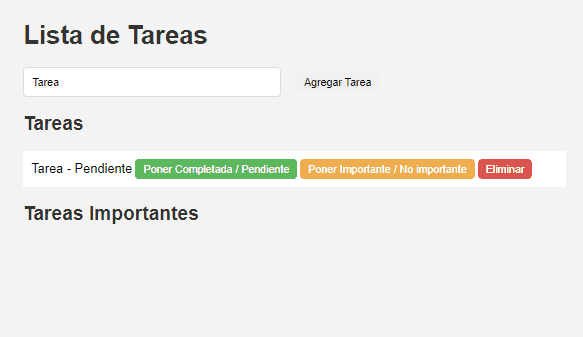 Lista de Tareas
Tarea Agregar Tarea
Tareas
Tarea - Pendiente Poner Completada / Pendiente Poner Importante / No importante Eliminar
Tareas Importantes